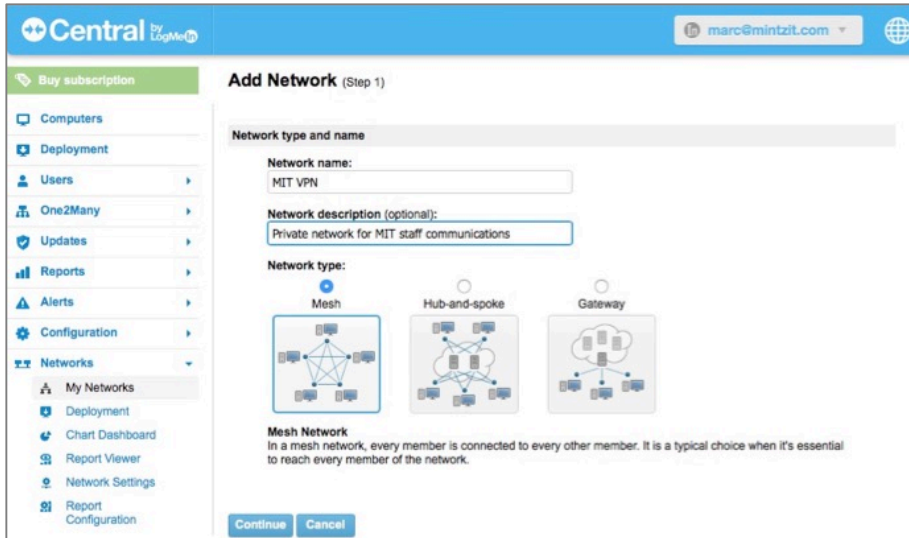 Central by LogMeIn
marc@mintzit.com
Buy subscription
Computers
Deployment
Users
One2Many
Updates
Reports
Alerts
Configuration
Networks
My Networks
Deployment
Chart Dashboard
Report Viewer
Network Settings
Report
Configuration
Add Network (Step 1)
Network type and name
Network name:
MIT VPN
Network description (optional):
Private network for MIT staff communications
Network type:
Mesh Hub-and-spoke Gateway
Mesh Network
In a mesh network, every member is connected to every other member. It is a typical choice when it's essential
to reach every member of the network.
Continue Cancel